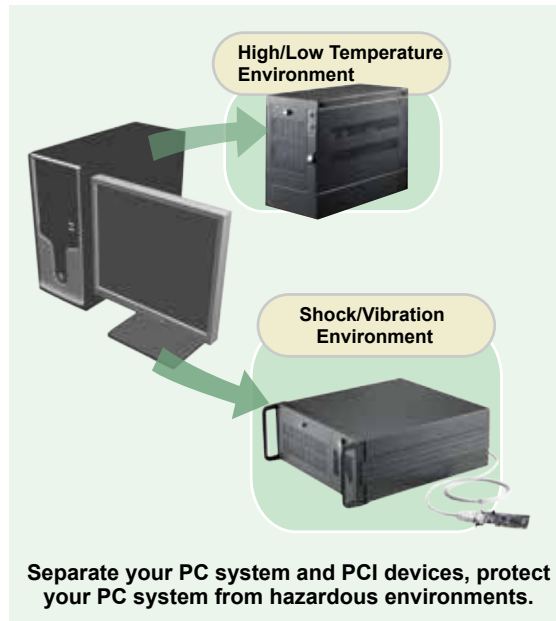 High/Low Temperature
Environment
Shock/Vibration
Environment
Separate your PC system and PCI devices, protect
your PC system from hazardous environments.